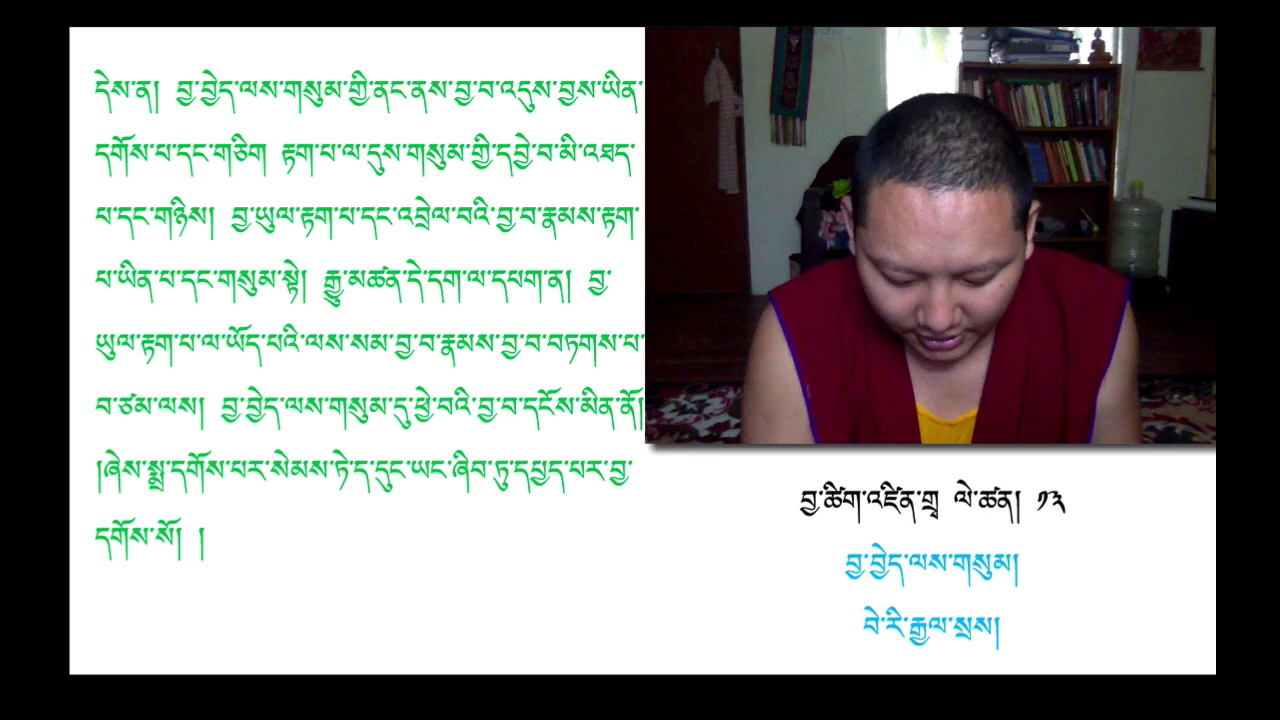 དེས་ན། བྱ་བྱེད་ལས་གསུམ་གྱི་ནང་ནས་བྱ་བ་འདུས་བྱས་ཡིན་
དགོས་པ་དང་གཅིག རྟག་པ་ལ་དུས་གསུམ་གྱི་དབྱེ་བ་མི་འཐད་
པ་དང་གཉིས། བྱ་ཡུལ་རྟག་པ་དང་འབྲེལ་བའི་བྱ་བ་རྣམས་རྟག་
པ་ཡིན་པ་དང་གསུམ་སྟེ། རྒྱུ་མཚན་དེ་དག་ལ་དཔག་ན། བྱ་
ཡུལ་རྟག་པ་ལ་ཡོད་པའི་ལས་སམ་བྱ་བ་རྣམས་བྱ་བ་བཏགས་པ་
བ་ཙམ་ལས། བྱ་བྱེད་ལས་གསུམ་དུ་ཕྱེ་བའི་བྱ་བ་དངོས་མིན་ནོ།
།ཞེས་སྨྲ་དགོས་པར་སེམས་ཏེ་ད་དུང་ཡང་ཞིབ་ཏུ་དཔྱད་པར་བྱ་
དགོས་སོ། །
བྱ་ཚིག་འཛིན་གྲྭ ལེ་ཚན། ༡༣
བྱ་བྱེད་ལས་གསུམ།
བེ་རི་རྒྱལ་སྲས།